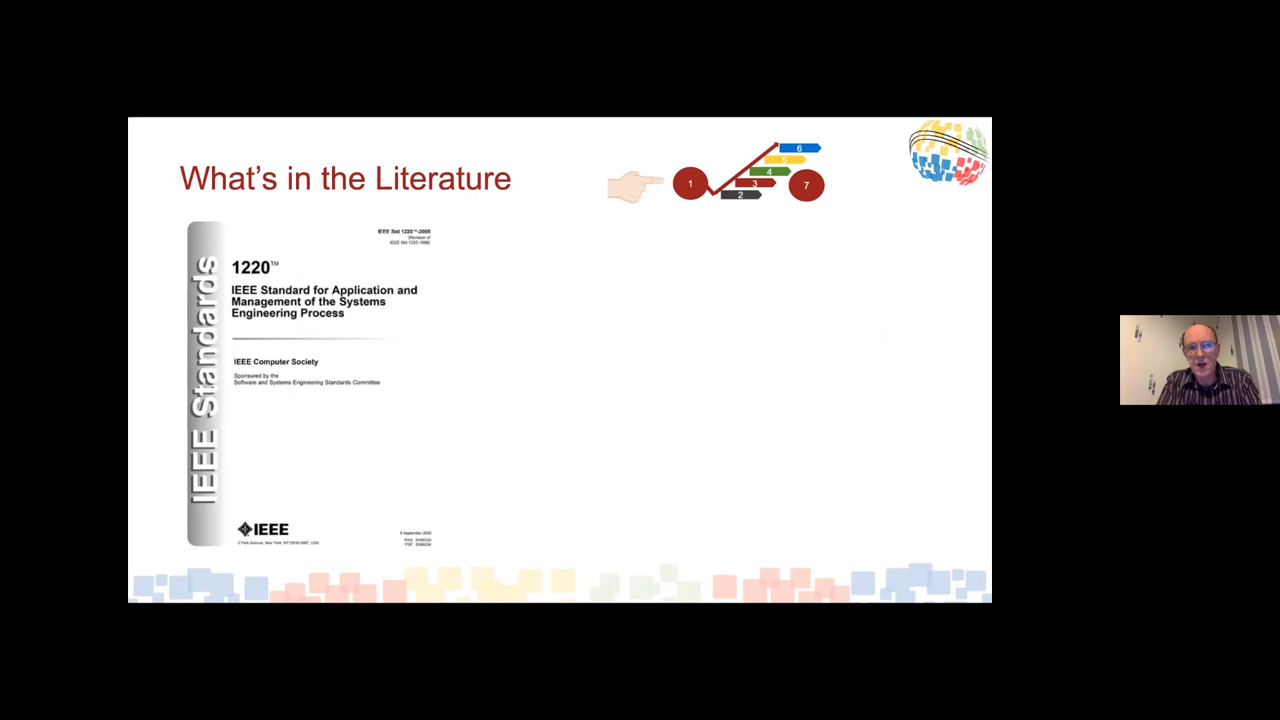 What's in the Literature
1
2
3
4
5
6
7
IEEE Standards
IEEE Std 1220™-2005
(Revision of
IEEE Std 1220-1998)
1220™
IEEE Standard for Application and
Management of the Systems
Engineering Process
IEEE Computer Society
Sponsored by the
Software and Systems Engineering Standards Committee
IEEE
3 Park Avenue, New York, NY 10016-5997, USA
9 September 2005
Print:
PDF: